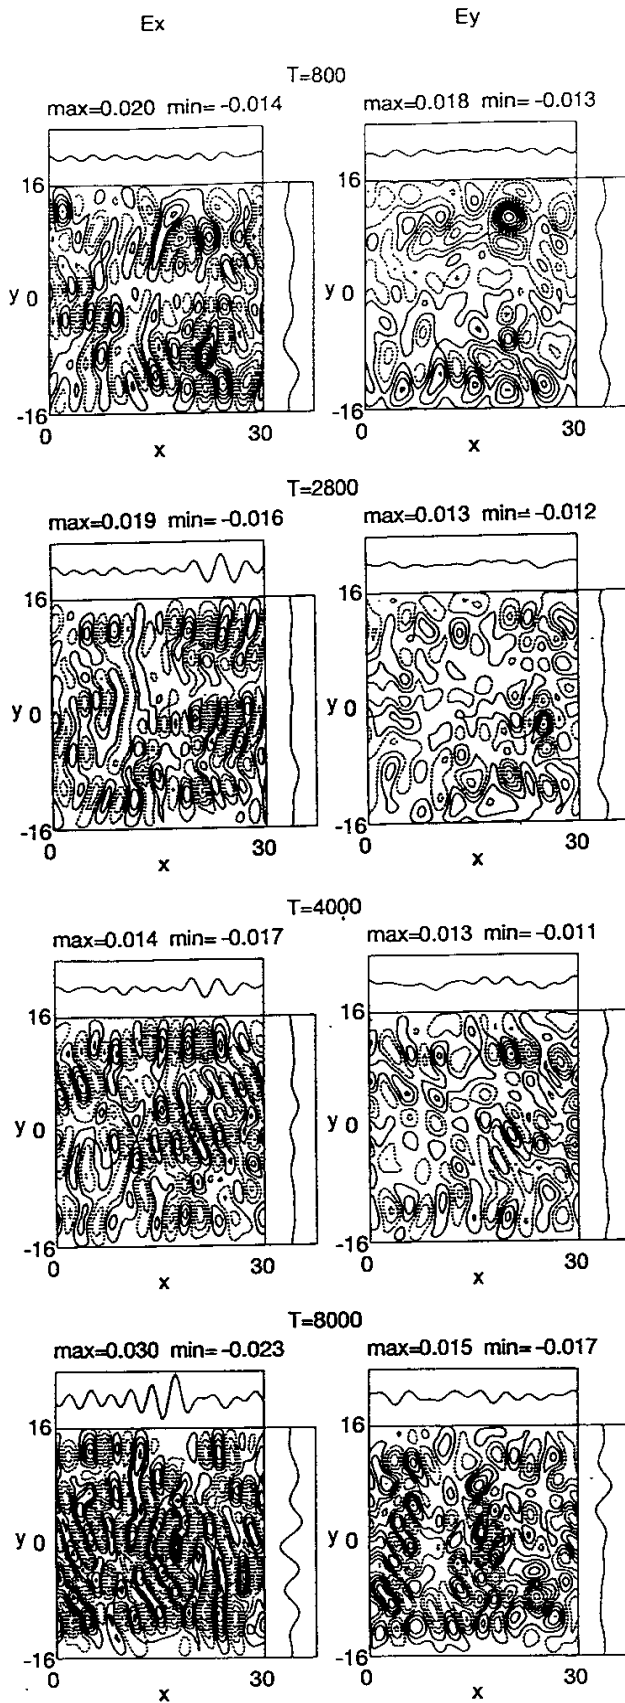 Ex Ey
T=800
max=0.020 min= -0.014 max=0.018 min= -0.013
16 16
y 0 y 0
-16 -16
0 30 0 30
x x
T=2800
max=0.019 min= -0.016 max=0.013 min= -0.012
16 16
y 0 y 0
-16 -16
0 30 0 30
x x
T=4000
max=0.014 min= -0.017 max=0.013 min= -0.011
16 16
y 0 y 0
-16 -16
0 30 0 30
x x
T=8000
max=0.030 min= -0.023 max=0.015 min= -0.017
16 16
y 0 y 0
-16 -16
0 30 0 30
x x